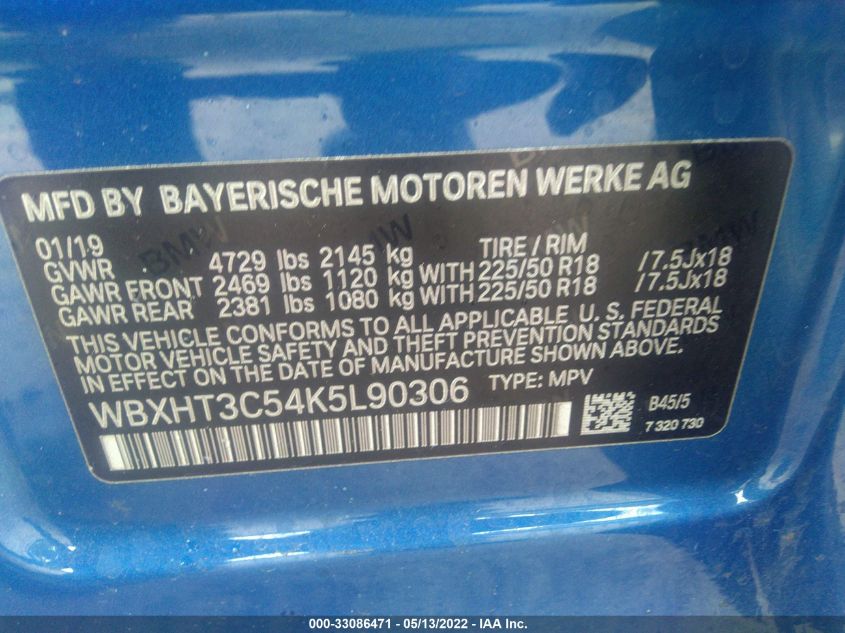 MFD BY BAYERISCHE MOTOREN WERKE AG
01/19 TIRE / RIM
GVWR 4729 lbs 2145 kg
GAWR FRONT 2469 lbs 1120 kg WITH 225/50 R18 /7.5Jx18
GAWR REAR 2381 lbs 1080 kg WITH 225/50 R18 /7.5Jx18
THIS VEHICLE CONFORMS TO ALL APPLICABLE U. S. FEDERAL
MOTOR VEHICLE SAFETY AND THEFT PREVENTION STANDARDS
IN EFFECT ON THE DATE OF MANUFACTURE SHOWN ABOVE.
WBXHT3C54K5L90306 TYPE: MPV
B45/5
7 320 730
000-33086471 - 05/13/2022 - IAA Inc.